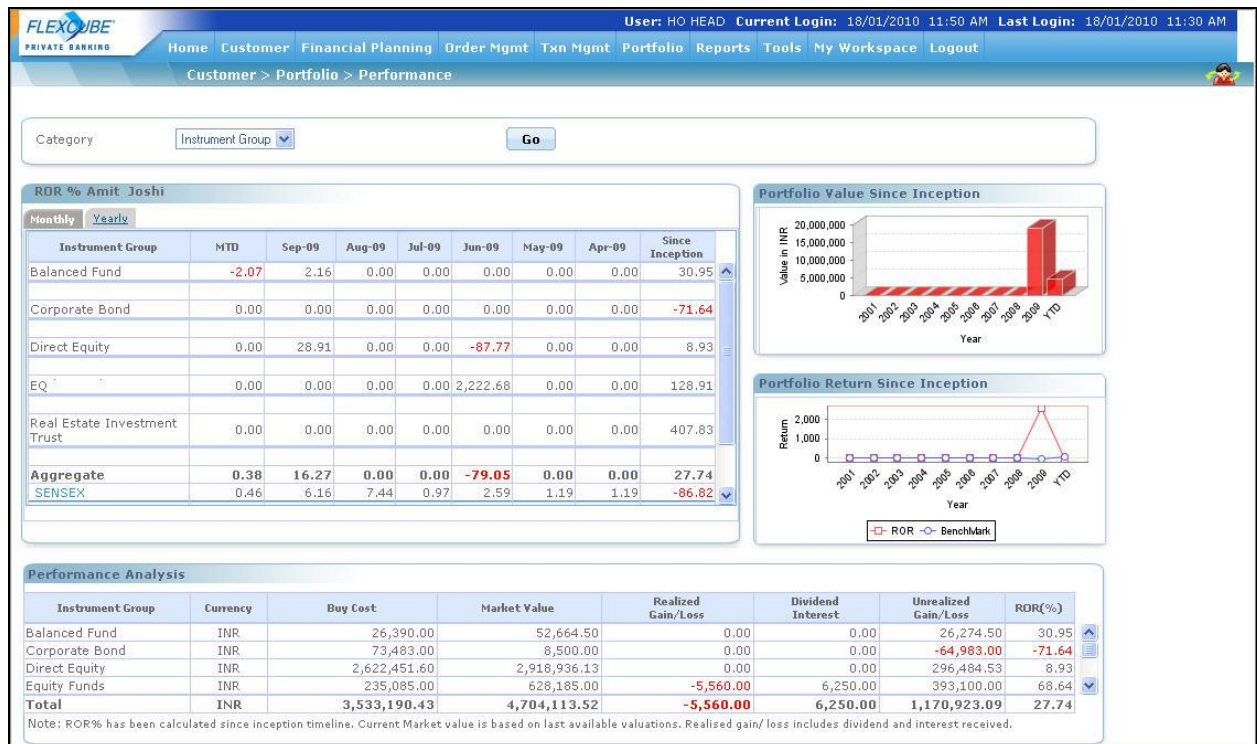 FLEXCUBE
PRIVATE BANKING
User: HO HEAD Current Login: 18/01/2010 11:50 AM Last Login: 18/01/2010 11:30 AM
Home Customer Financial Planning Order Mgmt Txn Mgmt Portfolio Reports Tools My Workspace Logout
Customer > Portfolio > Performance
Category Instrument Group Go
ROR % Amit Joshi
Monthly Yearly
Instrument Group MTD Sep-09 Aug-09 Jul-09 Jun-09 May-09 Apr-09 Since Inception
Balanced Fund -2.07 2.16 0.00 0.00 0.00 0.00 0.00 30.95
Corporate Bond 0.00 0.00 0.00 0.00 0.00 0.00 0.00 -71.64
Direct Equity 0.00 28.91 0.00 0.00 -87.77 0.00 0.00 8.93
EQ 0.00 0.00 0.00 0.00 2,222.68 0.00 0.00 128.91
Real Estate Investment Trust 0.00 0.00 0.00 0.00 0.00 0.00 0.00 407.83
Aggregate 0.38 16.27 0.00 0.00 -79.05 0.00 0.00 27.74
SENSEX 0.46 6.16 7.44 0.97 2.59 1.19 1.19 -86.82
Portfolio Value Since Inception
Value in INR
20,000,000
15,000,000
10,000,000
5,000,000
0
2001 2002 2003 2004 2005 2006 2007 2008 2009 YTD
Year
Portfolio Return Since Inception
Return
2,000
1,000
0
2001 2002 2003 2004 2005 2006 2007 2008 2009 YTD
Year
ROR BenchMark
Performance Analysis
Instrument Group Currency Buy Cost Market Value Realized Gain/Loss Dividend Interest Unrealized Gain/Loss ROR(%)
Balanced Fund INR 26,390.00 52,664.50 0.00 0.00 26,274.50 30.95
Corporate Bond INR 73,483.00 8,500.00 0.00 0.00 -64,983.00 -71.64
Direct Equity INR 2,622,451.60 2,918,936.13 0.00 0.00 296,484.53 8.93
Equity Funds INR 235,085.00 628,185.00 -5,560.00 6,250.00 393,100.00 68.64
Total INR 3,533,190.43 4,704,113.52 -5,560.00 6,250.00 1,170,923.09 27.74
Note: ROR% has been calculated since inception timeline. Current Market value is based on last available valuations. Realised gain/ loss includes dividend and interest received.